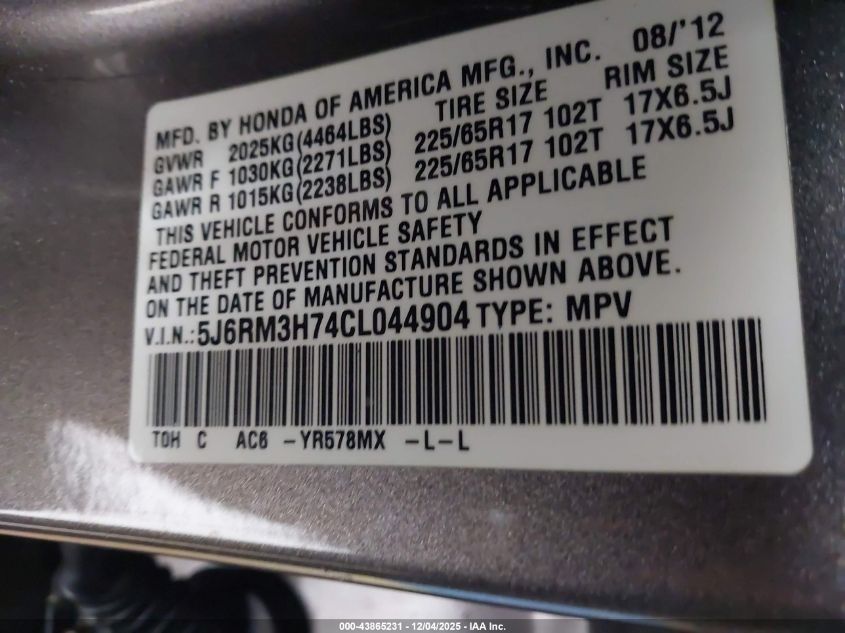 MFD. BY HONDA OF AMERICA MFG., INC. 08/'12
GVWR 2025KG(4464LBS) TIRE SIZE RIM SIZE
GAWR F 1030KG(2271LBS) 225/65R17 102T 17X6.5J
GAWR R 1015KG(2238LBS) 225/65R17 102T 17X6.5J
THIS VEHICLE CONFORMS TO ALL APPLICABLE
FEDERAL MOTOR VEHICLE SAFETY
AND THEFT PREVENTION STANDARDS IN EFFECT
ON THE DATE OF MANUFACTURE SHOWN ABOVE.
V.I.N.: 5J6RM3H74CL044904 TYPE: MPV
TOH C AC6 -YR578MX -L-L
000-43865231 - 12/04/2025 - IAA Inc.